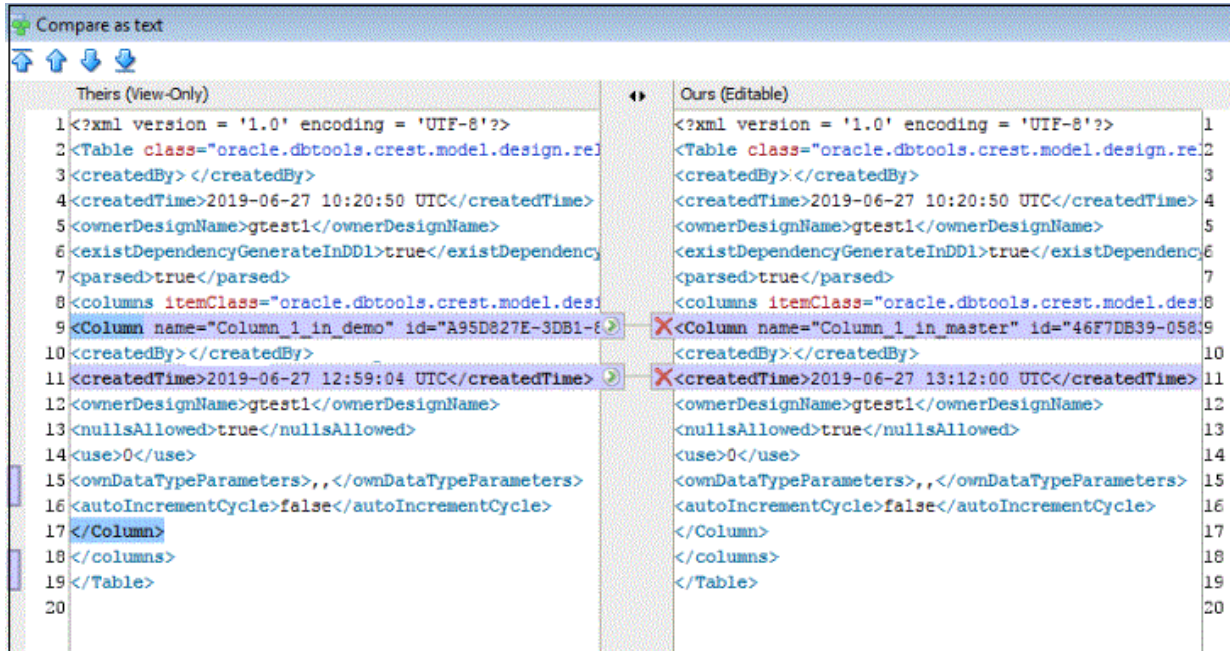 Compare as text
Theirs (View-Only)
Ours (Editable)
1 <?xml version = '1.0' encoding = 'UTF-8'?>
2 <Table class="oracle.dbtools.crest.model.design.rel
3 <createdBy> </createdBy>
4 <createdTime>2019-06-27 10:20:50 UTC</createdTime>
5 <ownerDesignName>gtest1</ownerDesignName>
6 <existDependencyGenerateInDDl>true</existDependency
7 <parsed>true</parsed>
8 <columns itemClass="oracle.dbtools.crest.model.desi
9 <Column name="Column_1_in_demo" id="A95D827E-3DB1-8
10 <createdBy></createdBy>
11 <createdTime>2019-06-27 12:59:04 UTC</createdTime>
12 <ownerDesignName>gtest1</ownerDesignName>
13 <nullsAllowed>true</nullsAllowed>
14 <use>0</use>
15 <ownDataTypeParameters>,,</ownDataTypeParameters>
16 <autoIncrementCycle>false</autoIncrementCycle>
17 </Column>
18 </columns>
19 </Table>
20
<?xml version = '1.0' encoding = 'UTF-8'?> 1
<Table class="oracle.dbtools.crest.model.design.rel 2
<createdBy></createdBy> 3
<createdTime>2019-06-27 10:20:50 UTC</createdTime> 4
<ownerDesignName>gtest1</ownerDesignName> 5
<existDependencyGenerateInDDl>true</existDependency 6
<parsed>true</parsed> 7
<columns itemClass="oracle.dbtools.crest.model.des 8
<Column name="Column_1_in_master" id="46F7DB39-058 9
<createdBy></createdBy> 10
<createdTime>2019-06-27 13:12:00 UTC</createdTime> 11
<ownerDesignName>gtest1</ownerDesignName> 12
<nullsAllowed>true</nullsAllowed> 13
<use>0</use> 14
<ownDataTypeParameters>,,</ownDataTypeParameters> 15
<autoIncrementCycle>false</autoIncrementCycle> 16
</Column> 17
</columns> 18
</Table> 19
20